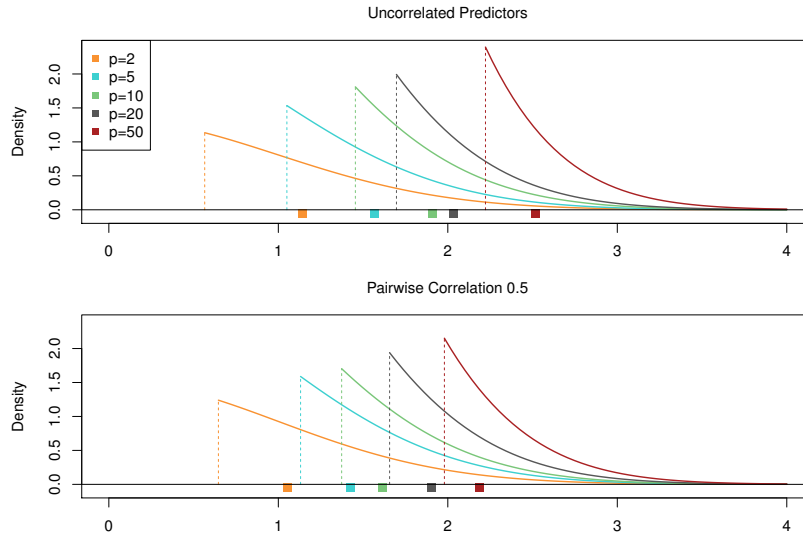 Uncorrelated Predictors
Density
2.0
1.5
1.0
0.5
0.0
p=2
p=5
p=10
p=20
p=50
0 1 2 3 4
Pairwise Correlation 0.5
Density
2.0
1.5
1.0
0.5
0.0
0 1 2 3 4